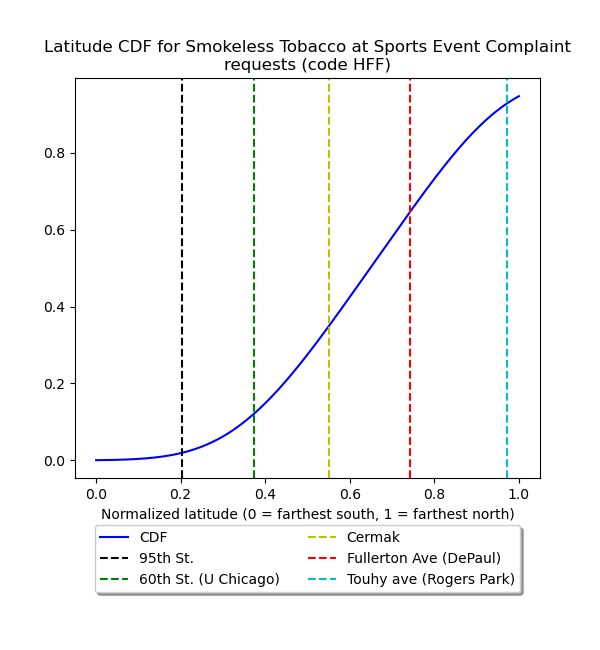 Latitude CDF for Smokeless Tobacco at Sports Event Complaint
requests (code HFF)
0.8
0.6
0.4
0.2
0.0
0.0 0.2 0.4 0.6 0.8 1.0
Normalized latitude (0 = farthest south, 1 = farthest north)
CDF
95th St.
60th St. (U Chicago)
Cermak
Fullerton Ave (DePaul)
Touhy ave (Rogers Park)